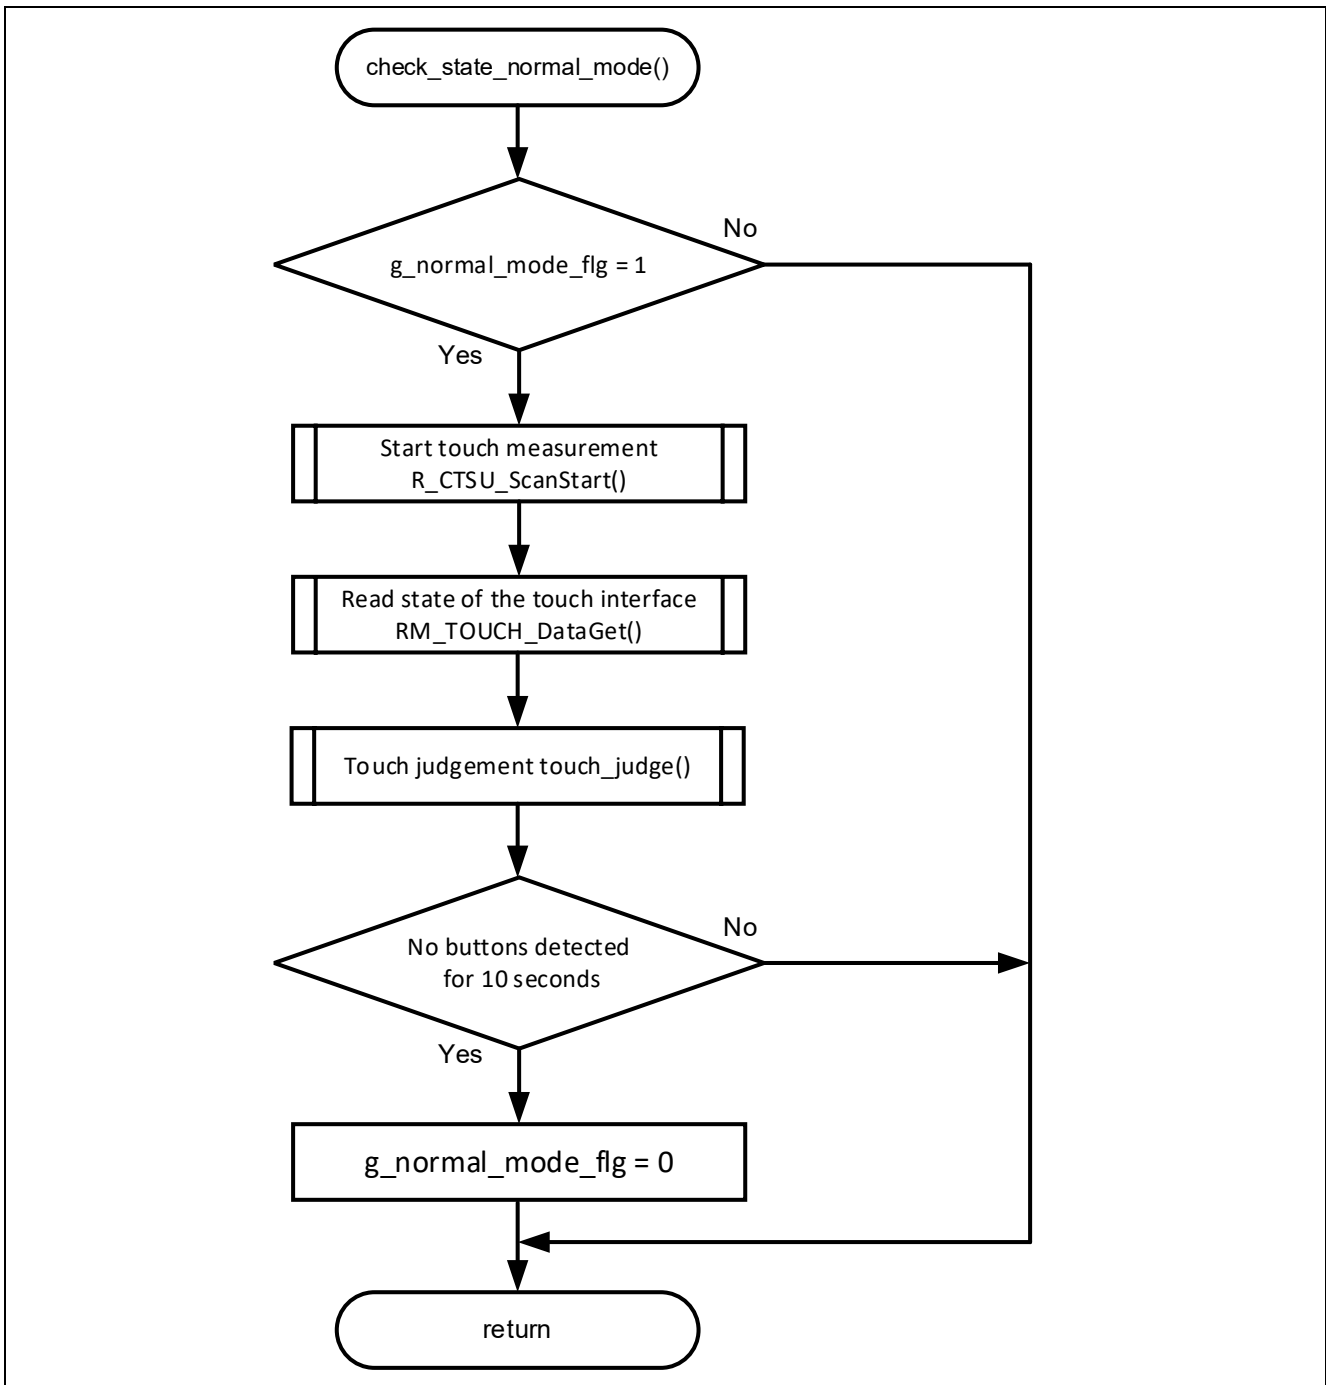 check_state_normal_mode()
No
g_normal_mode_flg = 1
Yes
Start touch measurement
R_CTSU_ScanStart()
Read state of the touch interface
RM_TOUCH_DataGet()
Touch judgement touch_judge()
No
No buttons detected
for 10 seconds
Yes
g_normal_mode_flg = 0
return